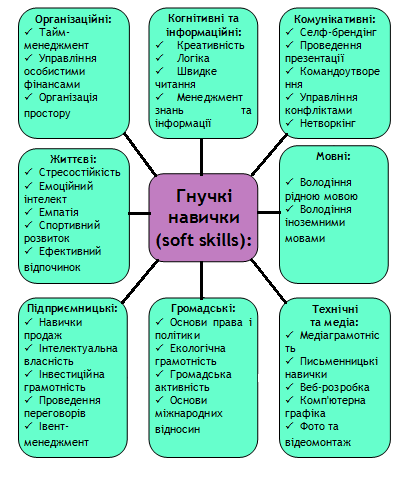 Організаційні:
✓ Тайм-
менеджмент
✓ Управління
особистими
фінансами
✓ Організація
простору
Когнітивні та
інформаційні:
✓ Креативність
✓ Логіка
✓ Швидке
читання
✓ Менеджмент
знань та
інформації
Комунікативні:
✓ Селф-брендінг
✓ Проведення
презентації
✓ Командоутворе
ння
✓ Управління
конфліктами
✓ Нетворкінг
Життєві:
✓ Стресостійкість
✓ Емоційний
інтелект
✓ Емпатія
✓ Спортивний
розвиток
✓ Ефективний
відпочинок
Гнучкі
навички
(soft skills):
Мовні:
✓ Володіння
рідною мовою
✓ Володіння
іноземними
мовами
Підприємницькі:
✓ Навички
продаж
✓ Інтелектуальна
власність
✓ Інвестиційна
грамотність
✓ Проведення
переговорів
✓ Івент-
менеджмент
Громадські:
✓ Основи права і
політики
✓ Екологічна
грамотність
✓ Громадська
активність
✓ Основи
міжнародних
відносин
Технічні
та медіа:
✓ Медіаграмотніс
ть
✓ Письменницькі
навички
✓ Веб-розробка
✓ Комп'ютерна
графіка
✓ Фото та
відеомонтаж